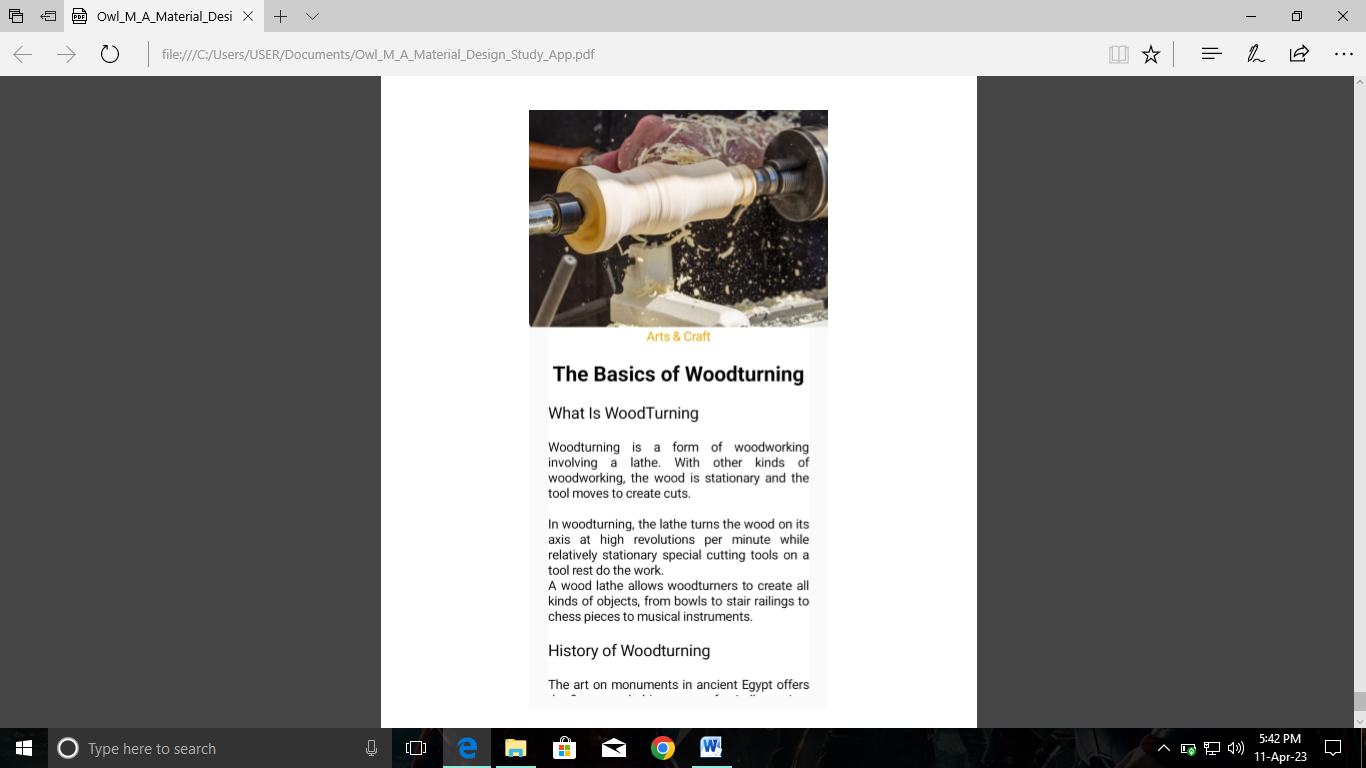 Owl_M_A_Material_Desi
file:///C:/Users/USER/Documents/Owl_M_A_Material_Design_Study_App.pdf
Arts & Craft
The Basics of Woodturning
What Is WoodTurning
Woodturning is a form of woodworking
involving a lathe. With other kinds of
woodworking, the wood is stationary and the
tool moves to create cuts.
In woodturning, the lathe turns the wood on its
axis at high revolutions per minute while
relatively stationary special cutting tools on a
tool rest do the work.
A wood lathe allows woodturners to create all
kinds of objects, from bowls to stair railings to
chess pieces to musical instruments.
History of Woodturning
The art on monuments in ancient Egypt offers
Type here to search
5:42 PM
11-Apr-23